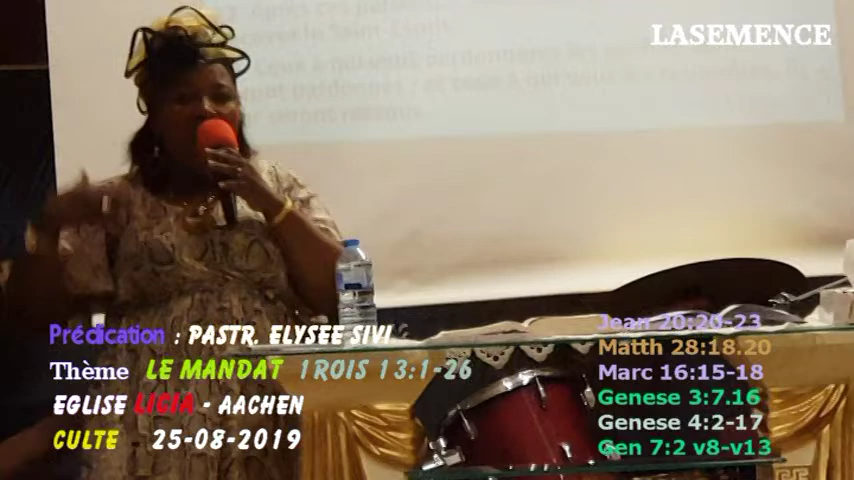 LASEMENCE
Ceux à qui
Prédication : PASTR. ELYSEE SIVI
Thème LE MANDAT 1ROIS 13:1-26
EGLISE LICIA - AACHEN
CULTE - 25-08-2019
Jean 20:20-23
Matth 28:18.20
Marc 16:15-18
Genese 3:7.16
Genese 4:2-17
Gen 7:2 v8-v13